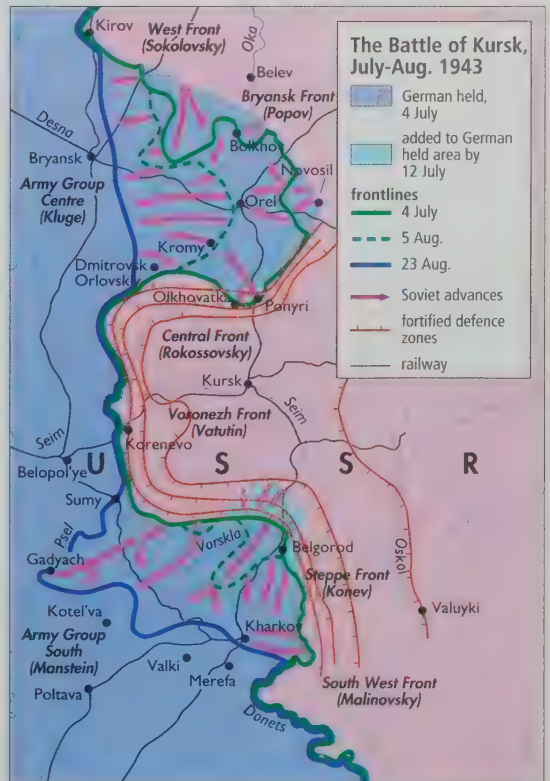 The Battle of Kursk,
July-Aug. 1943
German held,
4 July
added to German
held area by
12 July
frontlines
4 July
5 Aug.
23 Aug.
Soviet advances
fortified defence
zones
railway
Kirov
West Front
(Sokolovsky)
Oka
Belev
Bryansk Front
(Popov)
Desna
Bolkho
Bryansk
Novosil
Army Group
Centre
(Kluge)
Orel
Kromy
Dmitrovsk
Orlovskiy
Olkhovatka
Ponyri
Central Front
(Rokossovsky)
Kursk
Voronezh Front
(Vatutin)
Seim
Seim
Korenevo
Belopol'ye
U S S R
Sumy
Psel
Vorskla
Belgorod
Oskol
Gadyach
Steppe Front
(Konev)
Kotel'va
Valuyki
Army Group
South
(Manstein)
Kharkov
Valki
Merefa
South West Front
(Malinovsky)
Poltava
Donets